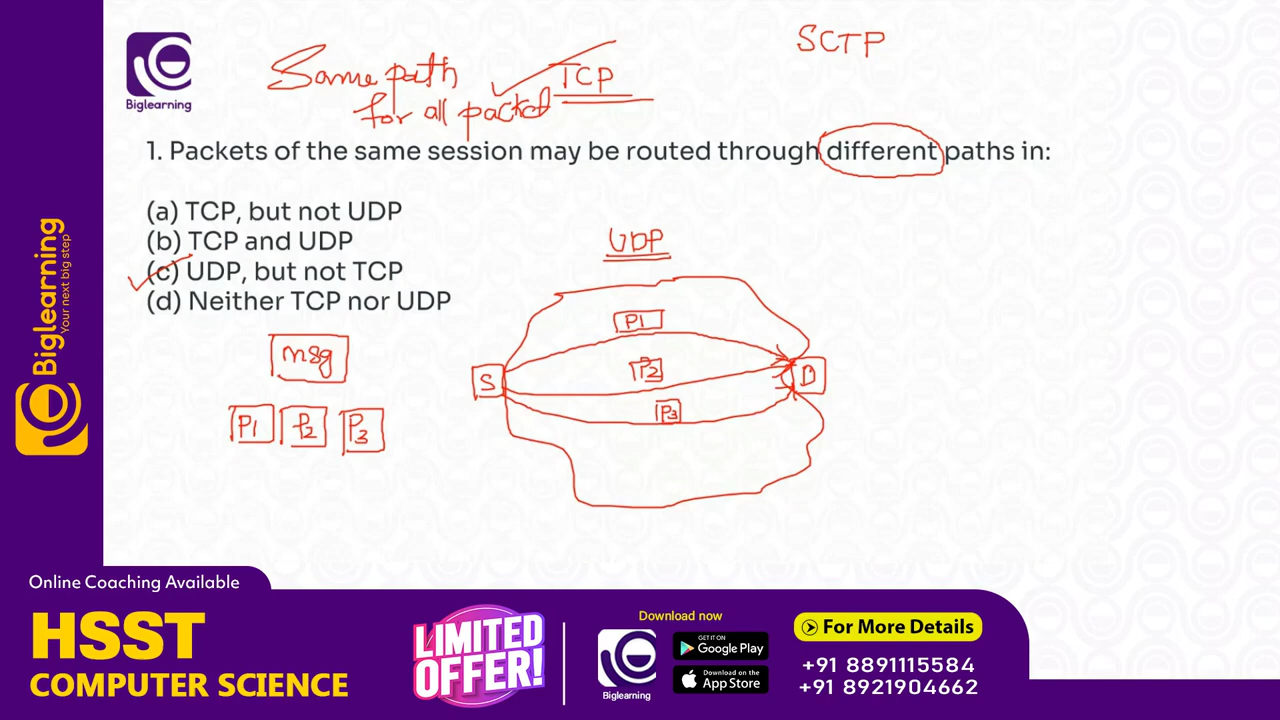 SCTP
Same path
for all packet
TCP
Biglearning
1. Packets of the same session may be routed through different paths in:
(a) TCP, but not UDP
(b) TCP and UDP
(c) UDP, but not TCP
(d) Neither TCP nor UDP
UDP
msg
P1 P2 P3
S
P1
P2
P3
D
Biglearning
Your next big step
Online Coaching Available
HSST
COMPUTER SCIENCE
LIMITED
OFFER!
Download now
Biglearning
GET IT ON
Google Play
Download on the
App Store
For More Details
+91 8891115584
+91 8921904662